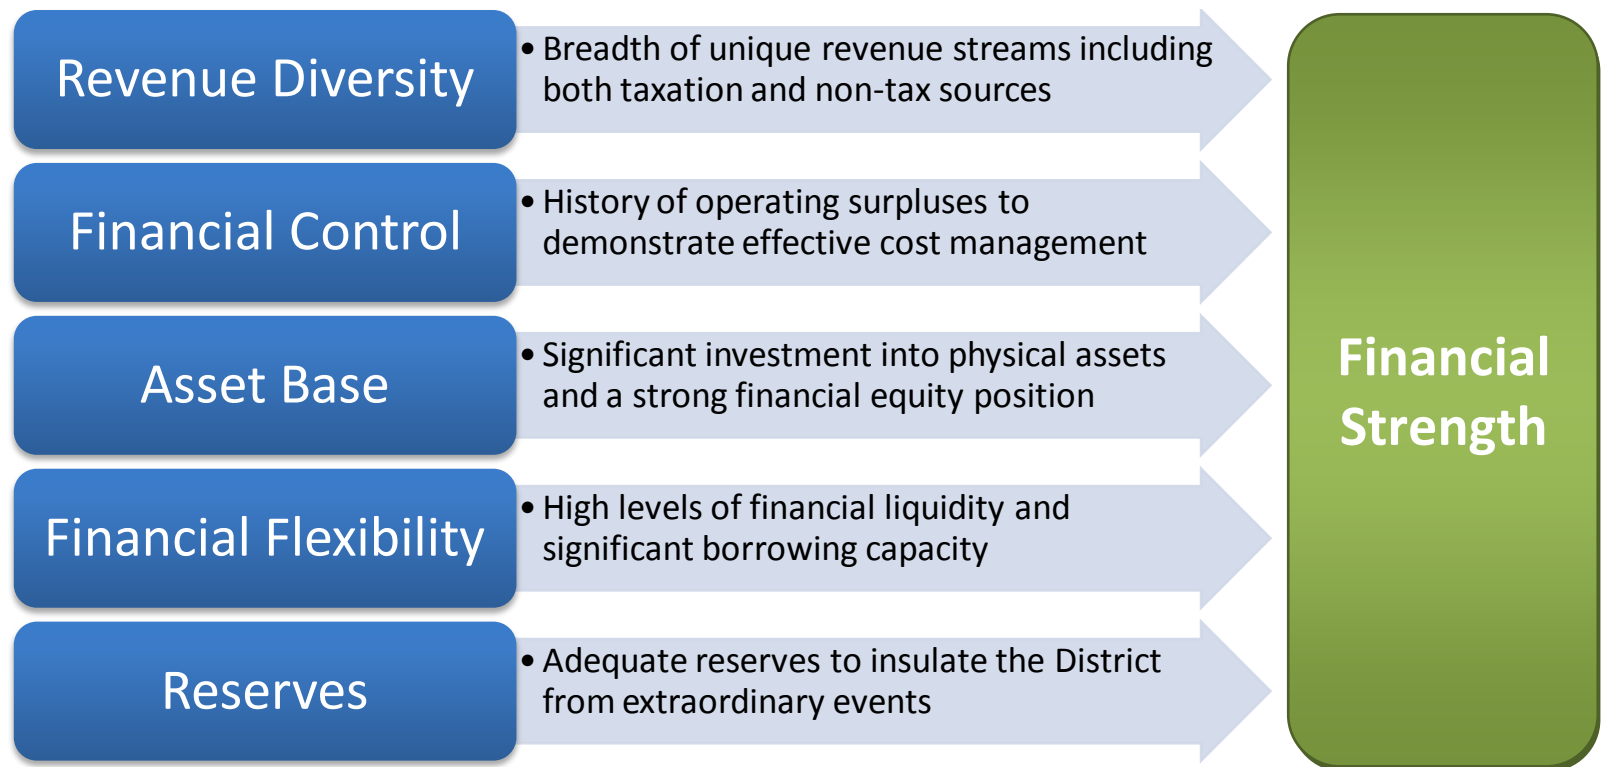 Revenue Diversity
• Breadth of unique revenue streams including
both taxation and non-tax sources
Financial Control
• History of operating surpluses to
demonstrate effective cost management
Asset Base
• Significant investment into physical assets
and a strong financial equity position
Financial Flexibility
• High levels of financial liquidity and
significant borrowing capacity
Reserves
• Adequate reserves to insulate the District
from extraordinary events
Financial
Strength